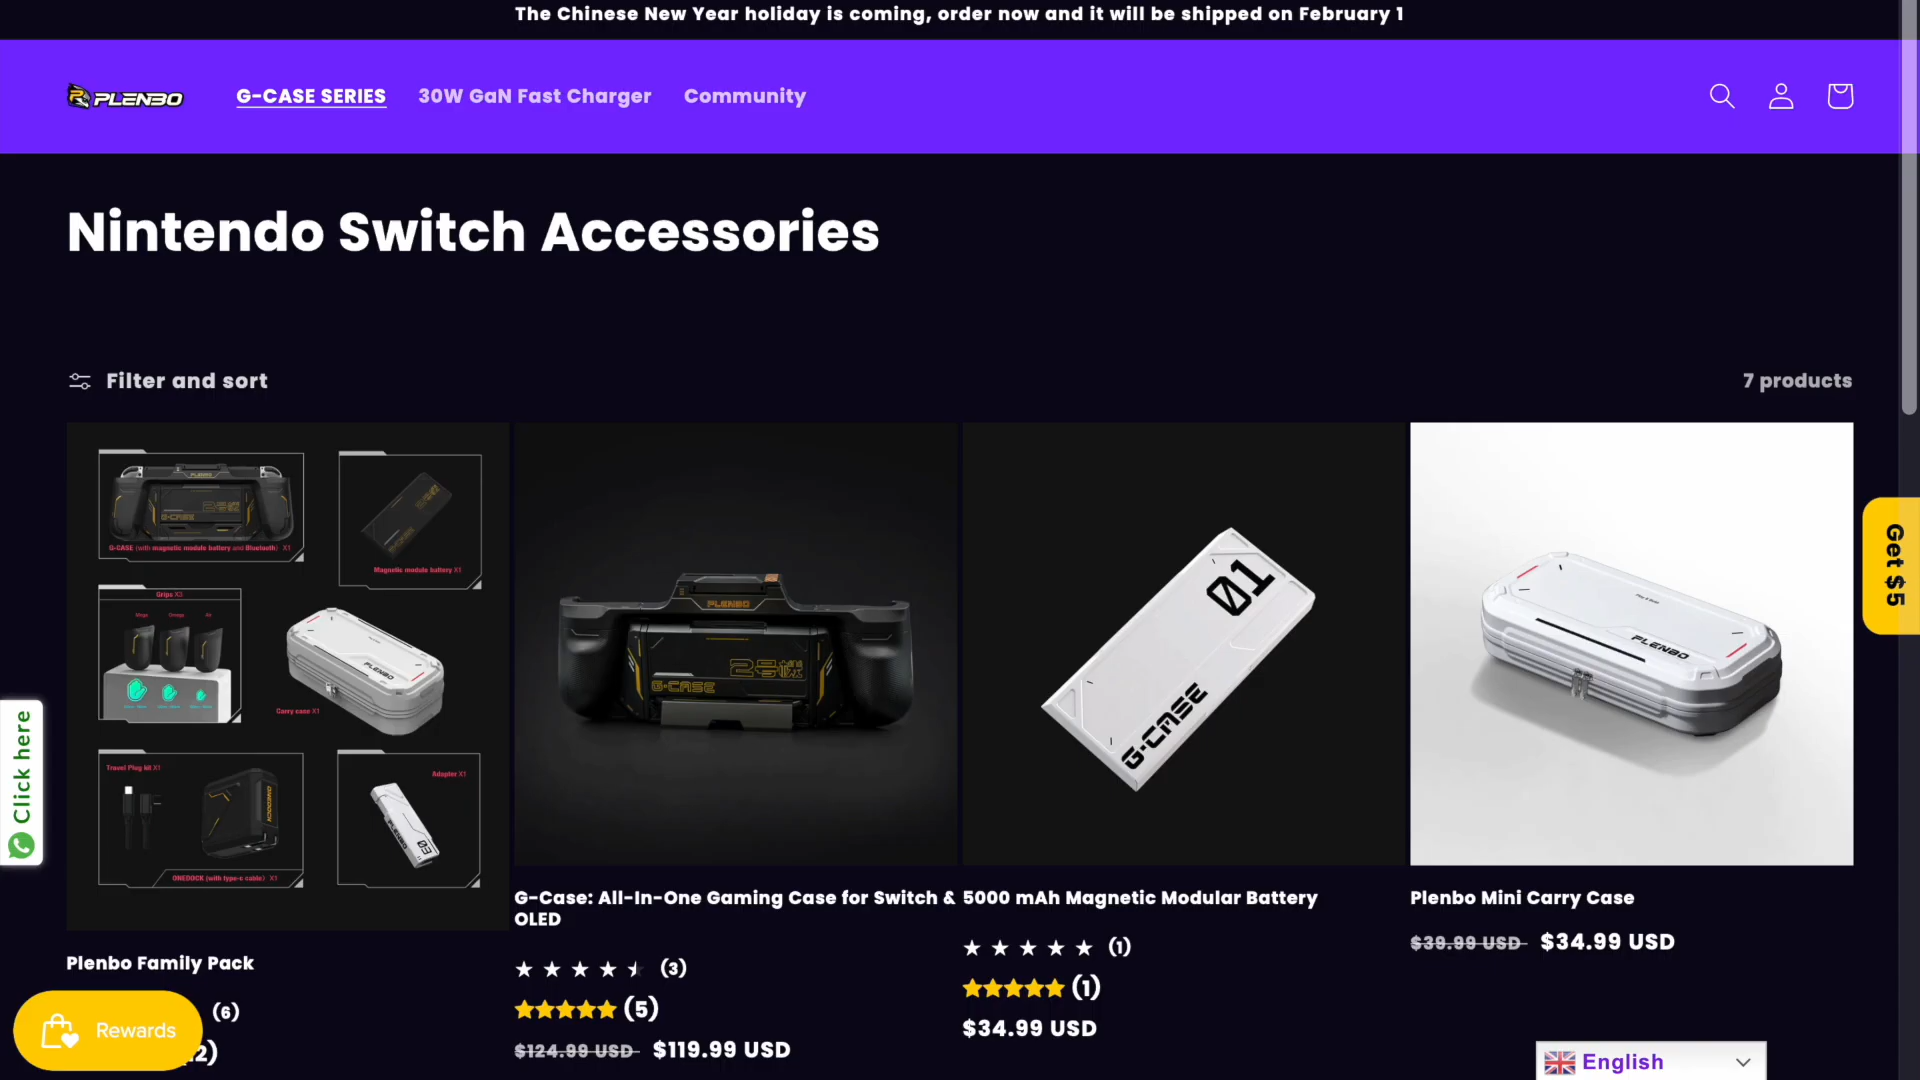 The Chinese New Year holiday is coming, order now and it will be shipped on February 1
PLENBO
G-CASE SERIES
30W GaN Fast Charger
Community
Nintendo Switch Accessories
Filter and sort
7 products
G-CASE (with magnetic module battery and Bluetooth) X1
Magnetic module battery X1
Grips X3
Carry case X1
PLENBO
Travel Plug kit X1
ONEDOCK (with type-c cable) X1
Adapter X1
PLENBO 03
PLENBO
G-CASE
01
G-CASE
PLENBO
Get $5
Click here
Plenbo Family Pack
(6)
2)
G-Case: All-In-One Gaming Case for Switch &
OLED
(3)
(5)
$124.99 USD $119.99 USD
5000 mAh Magnetic Modular Battery
(1)
(1)
$34.99 USD
Plenbo Mini Carry Case
$39.99 USD $34.99 USD
Rewards
English